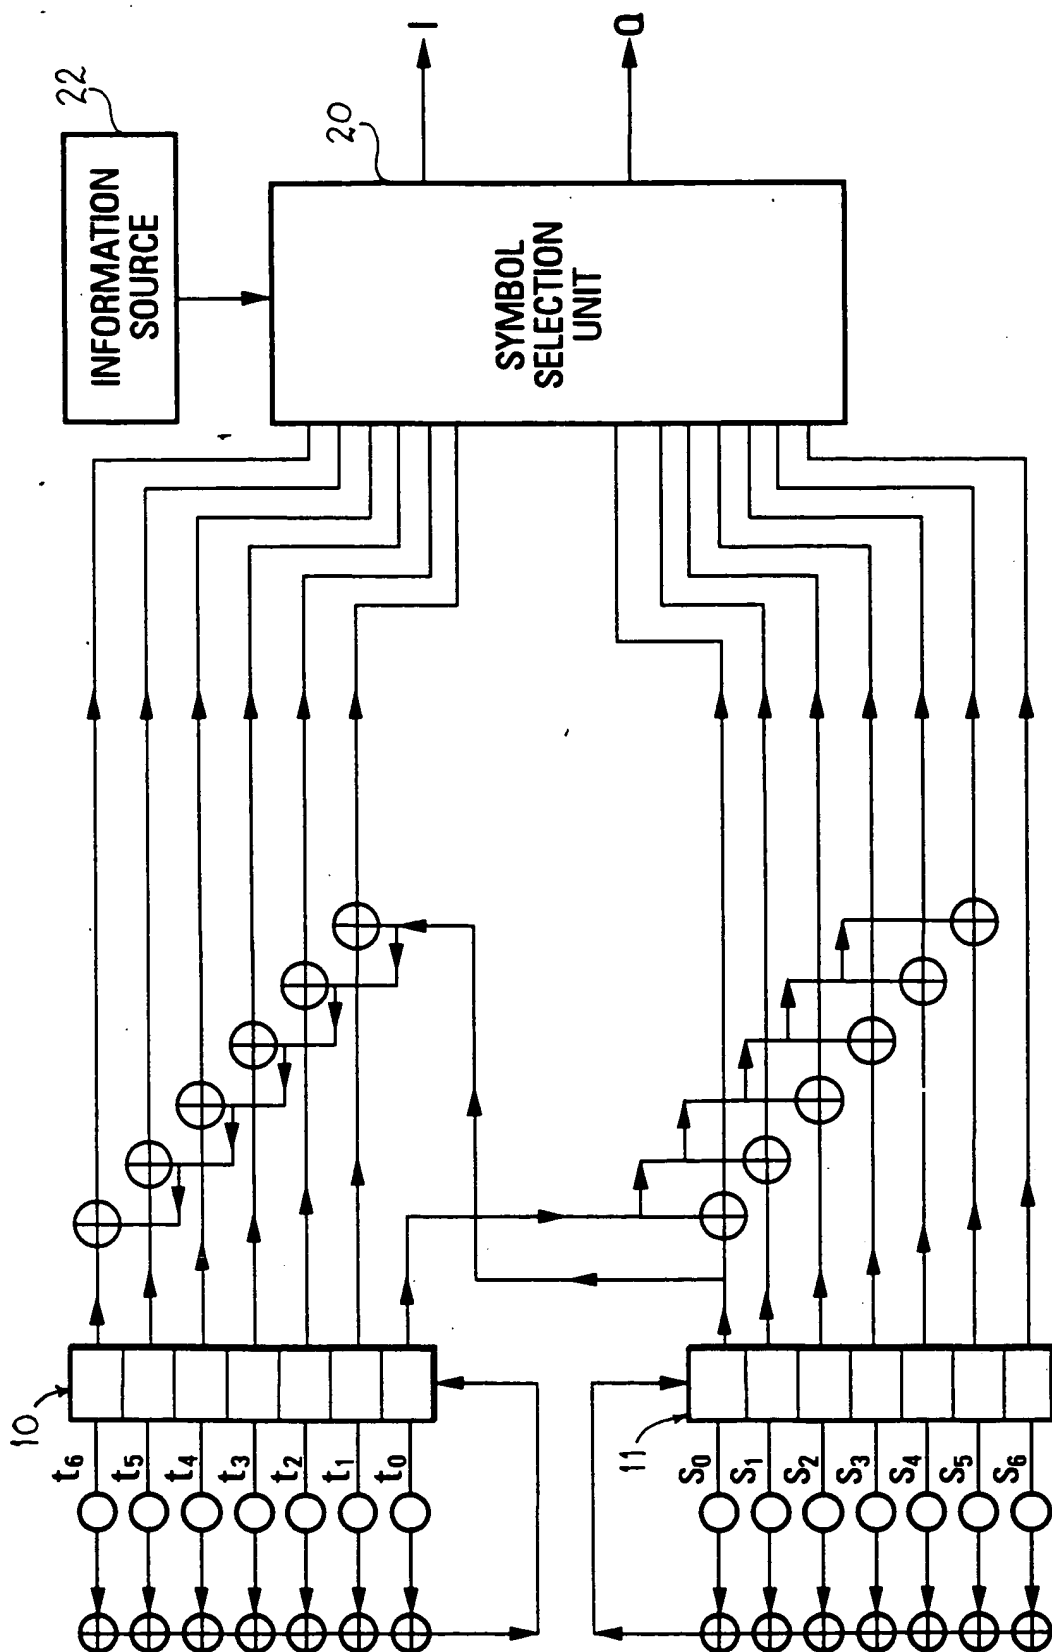 INFORMATION
SOURCE
22
SYMBOL
SELECTION
UNIT
20
I
Q
10
t6
t5
t4
t3
t2
t1
t0
11
S0
S1
S2
S3
S4
S5
S6